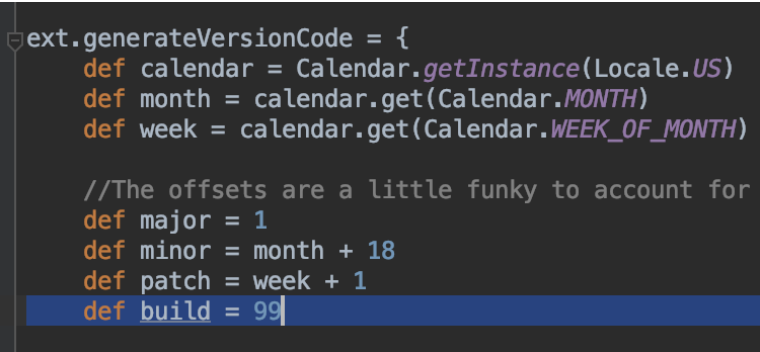 ext.generateVersionCode = {
def calendar = Calendar.getInstance(Locale.US)
def month = calendar.get(Calendar.MONTH)
def week = calendar.get(Calendar.WEEK_OF_MONTH)
//The offsets are a little funky to account for
def major = 1
def minor = month + 18
def patch = week + 1
def build = 99